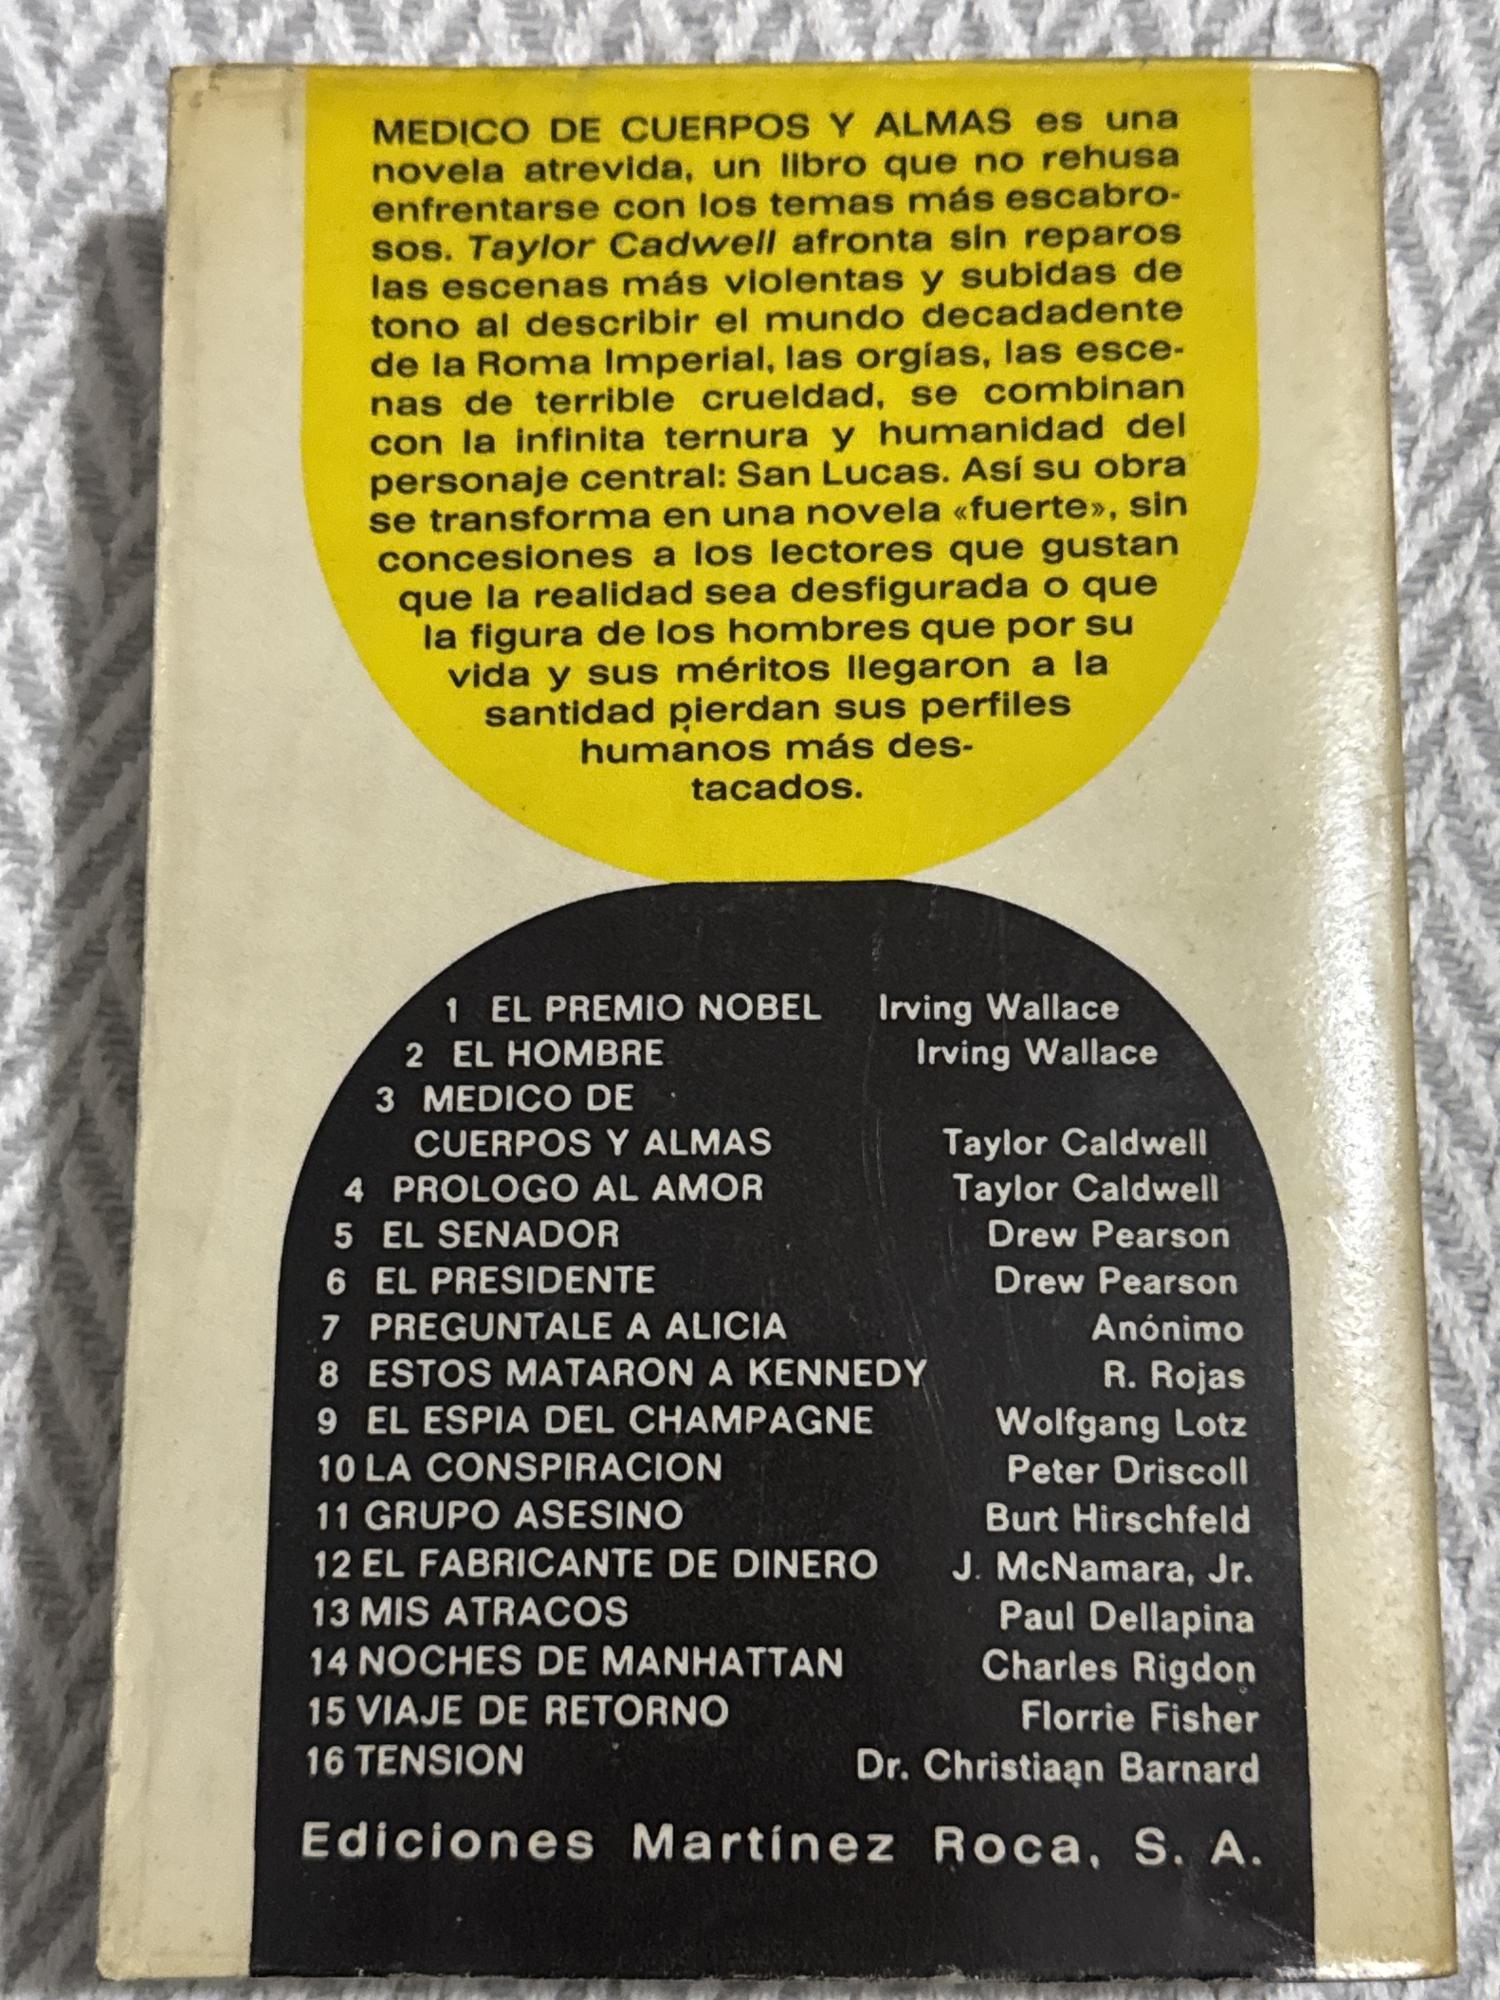 MEDICO DE CUERPOS Y ALMAS es una
novela atrevida, un libro que no rehusa
enfrentarse con los temas más escabro-
sos. Taylor Cadwell afronta sin reparos
las escenas más violentas y subidas de
tono al describir el mundo decadadente
de la Roma Imperial, las orgías, las esce-
nas de terrible crueldad, se combinan
con la infinita ternura y humanidad del
personaje central: San Lucas. Así su obra
se transforma en una novela «fuerte», sin
concesiones a los lectores que gustan
que la realidad sea desfigurada o que
la figura de los hombres que por su
vida y sus méritos llegaron a la
santidad pierdan sus perfiles
humanos más des-
tacados.
1 EL PREMIO NOBEL Irving Wallace
2 EL HOMBRE Irving Wallace
3 MEDICO DE
CUERPOS Y ALMAS Taylor Caldwell
4 PROLOGO AL AMOR Taylor Caldwell
5 EL SENADOR Drew Pearson
6 EL PRESIDENTE Drew Pearson
7 PREGUNTALE A ALICIA Anónimo
8 ESTOS MATARON A KENNEDY R. Rojas
9 EL ESPIA DEL CHAMPAGNE Wolfgang Lotz
10 LA CONSPIRACION Peter Driscoll
11 GRUPO ASESINO Burt Hirschfeld
12 EL FABRICANTE DE DINERO J. McNamara, Jr.
13 MIS ATRACOS Paul Dellapina
14 NOCHES DE MANHATTAN Charles Rigdon
15 VIAJE DE RETORNO Florrie Fisher
16 TENSION Dr. Christiaan Barnard
Ediciones Martínez Roca, S. A.